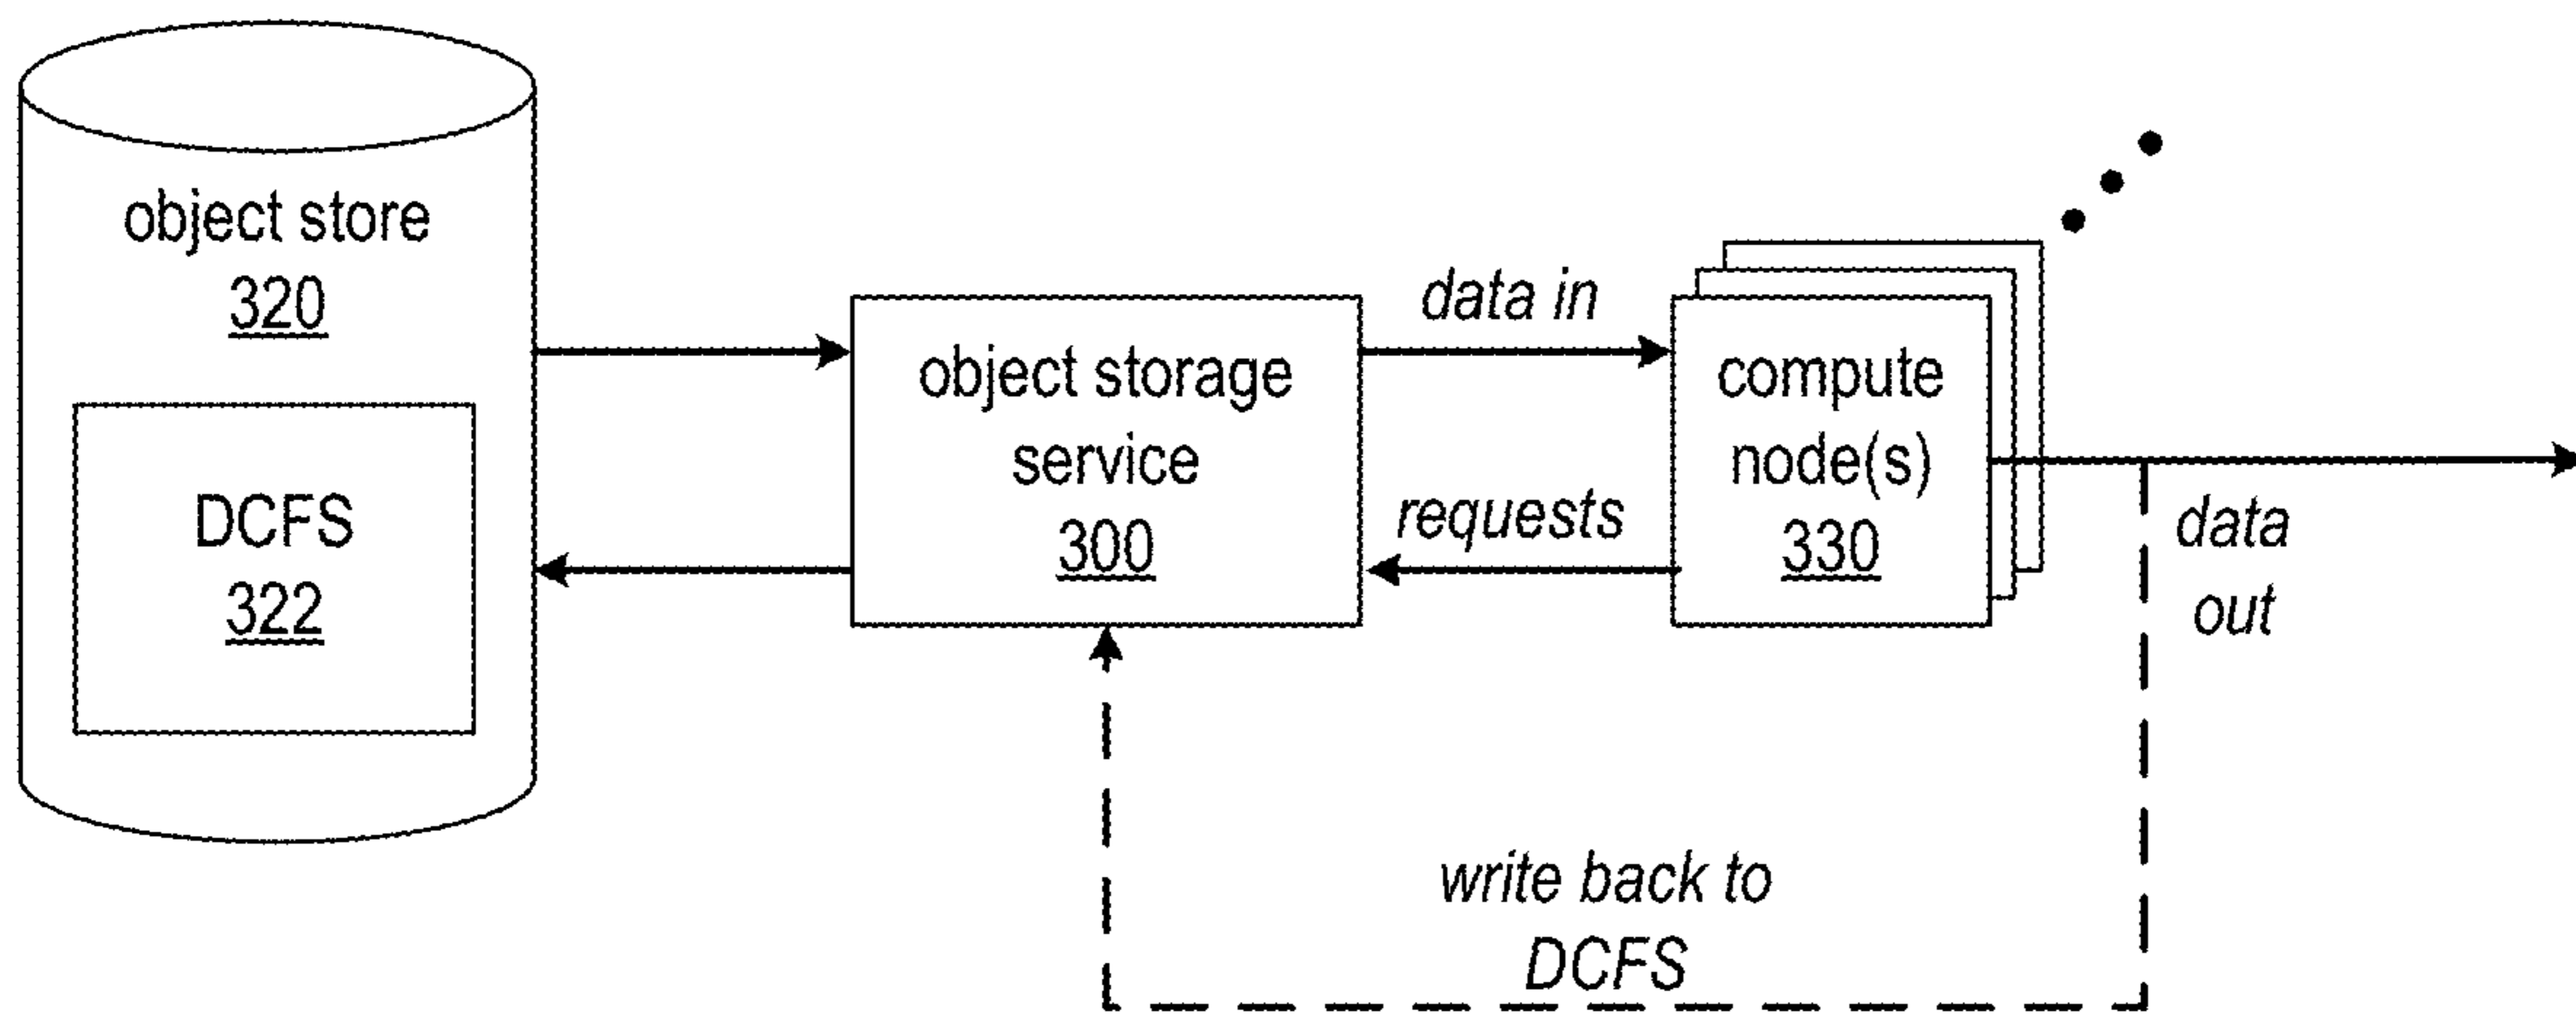 object store
320
DCFS
322
object storage
service
300
data in
requests
compute
node(s)
330
data
out
write back to
DCFS